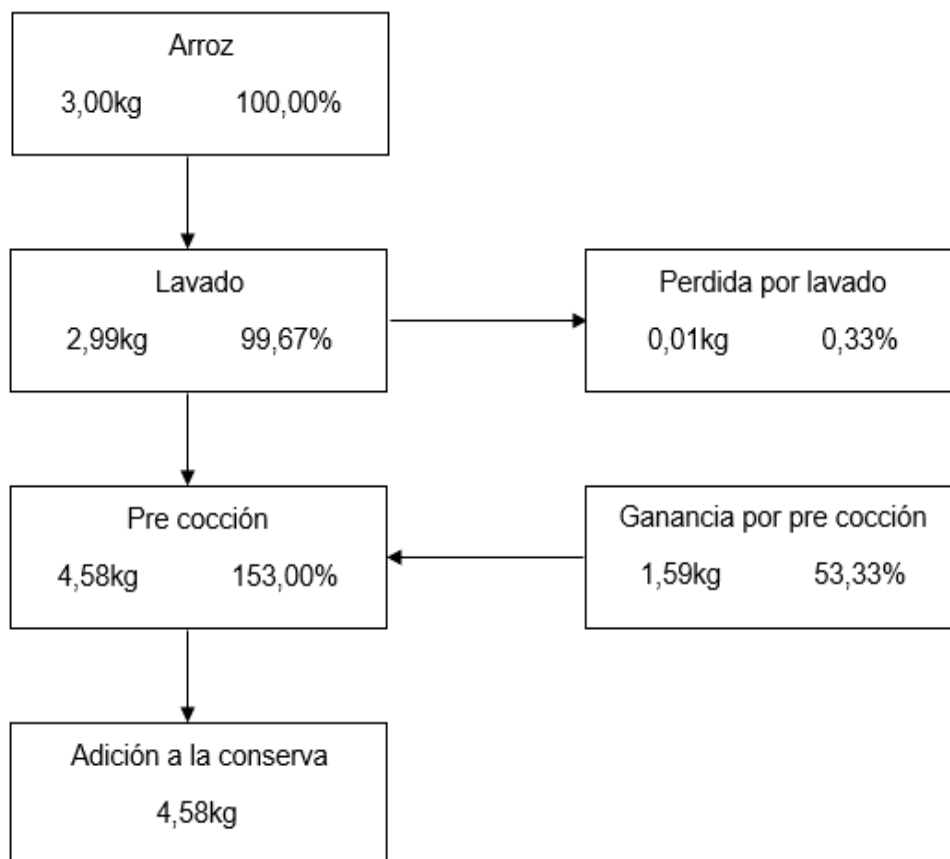 Arroz
3,00kg 100,00%
Lavado
2,99kg 99,67%
Perdida por lavado
0,01kg 0,33%
Pre cocción
4,58kg 153,00%
Ganancia por pre cocción
1,59kg 53,33%
Adición a la conserva
4,58kg